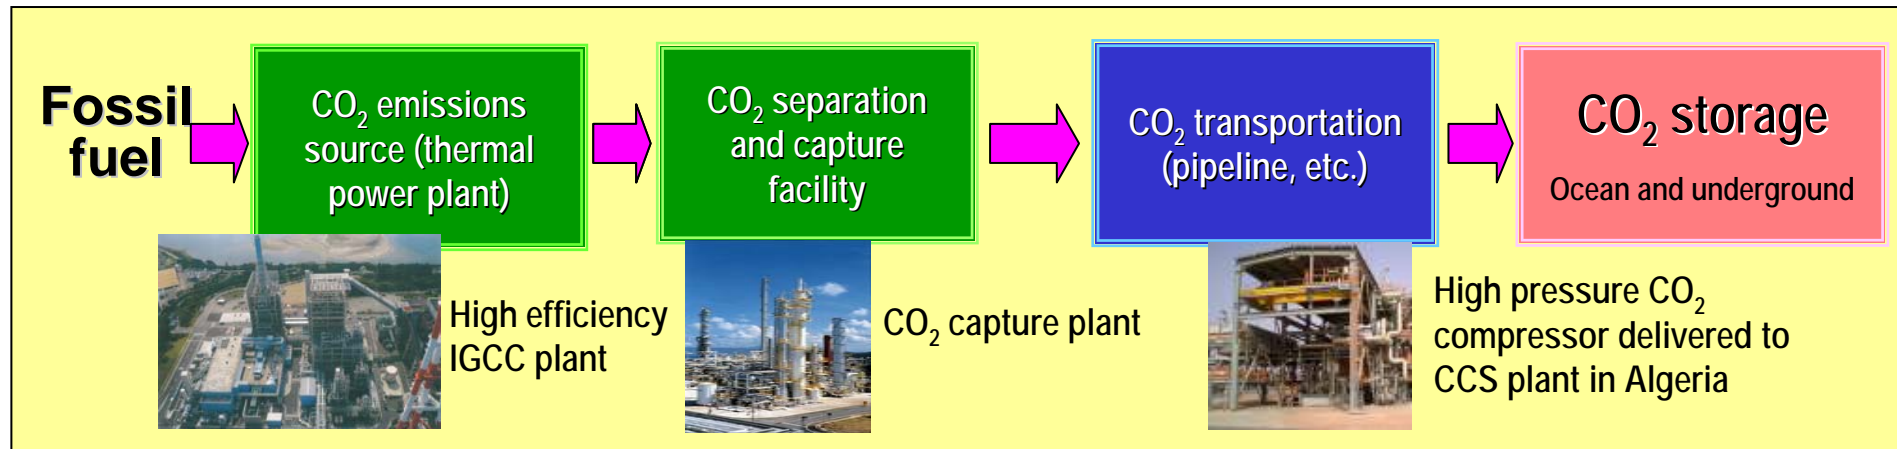 Fossil
fuel
CO₂ emissions
source (thermal
power plant)
CO₂ separation
and capture
facility
CO₂ transportation
(pipeline, etc.)
CO₂ storage
Ocean and underground
High efficiency
IGCC plant
CO₂ capture plant
High pressure CO₂
compressor delivered to
CCS plant in Algeria